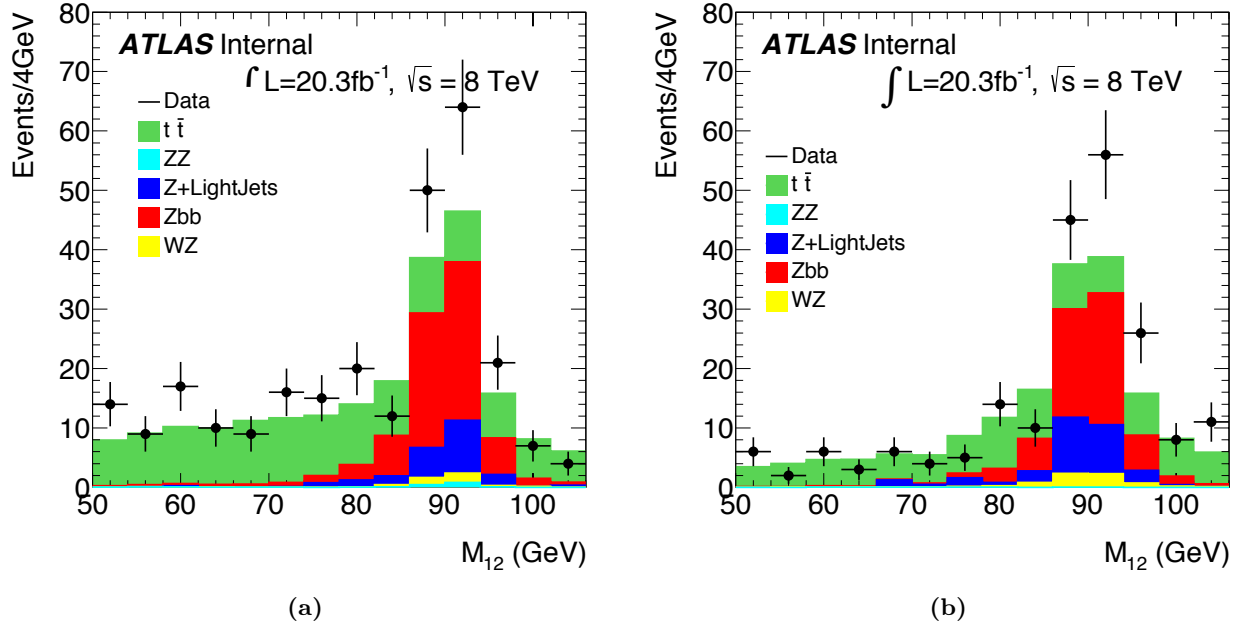 Events/4GeV
80
70
60
50
40
30
20
10
0
ATLAS Internal
∫ L=20.3fb⁻¹, √s = 8 TeV
Data
t t̄
ZZ
Z+LightJets
Zbb
WZ
50 60 70 80 90 100
M₁₂ (GeV)
(a)
Events/4GeV
80
70
60
50
40
30
20
10
0
ATLAS Internal
∫ L=20.3fb⁻¹, √s = 8 TeV
Data
t t̄
ZZ
Z+LightJets
Zbb
WZ
50 60 70 80 90 100
M₁₂ (GeV)
(b)